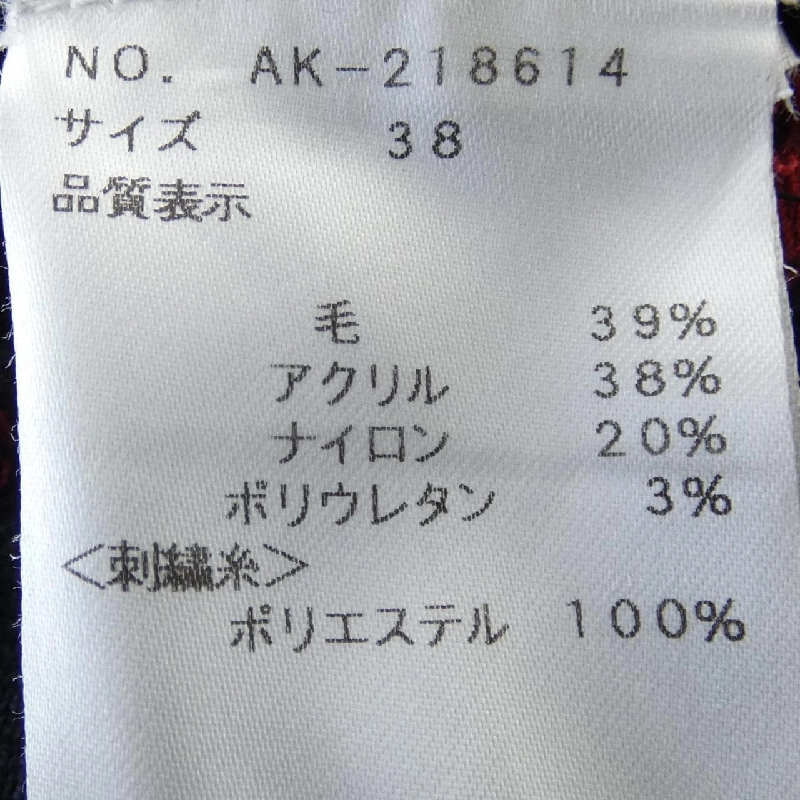 NO. AK-218614
サイズ 38
品質表示
毛 39%
アクリル 38%
ナイロン 20%
ポリウレタン 3%
<刺繍糸>
ポリエステル 100%